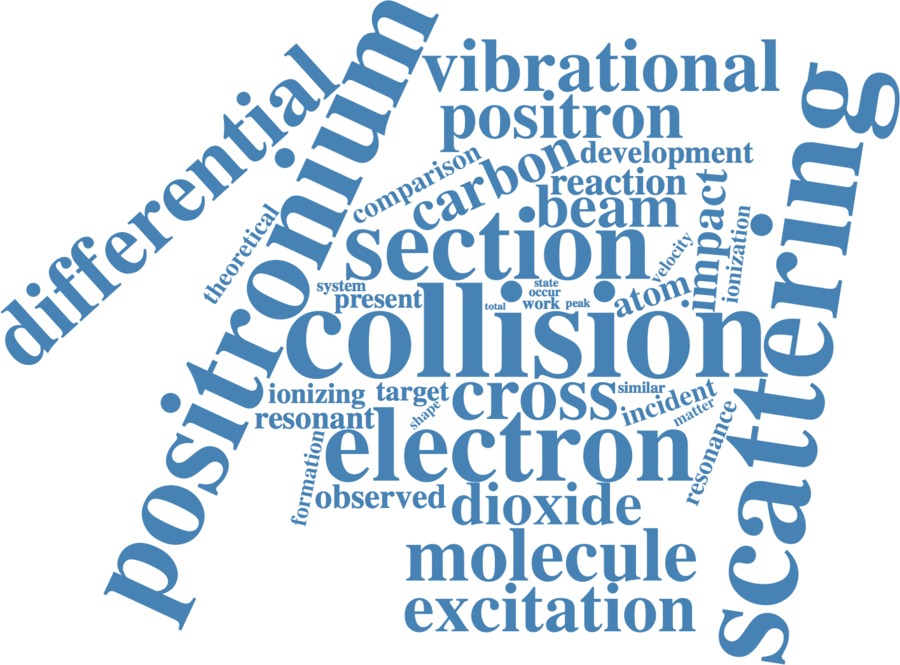 differential
positronium
vibrational
positron
scattering
comparison
carbon
development
reaction
beam
impact
ionization
theoretical
section
velocity
system
present
state
occur
total
work
peak
atom
collision
ionizing
target
cross
similar
incident
matter
resonant
shape
electron
resonance
formation
observed
dioxide
molecule
excitation